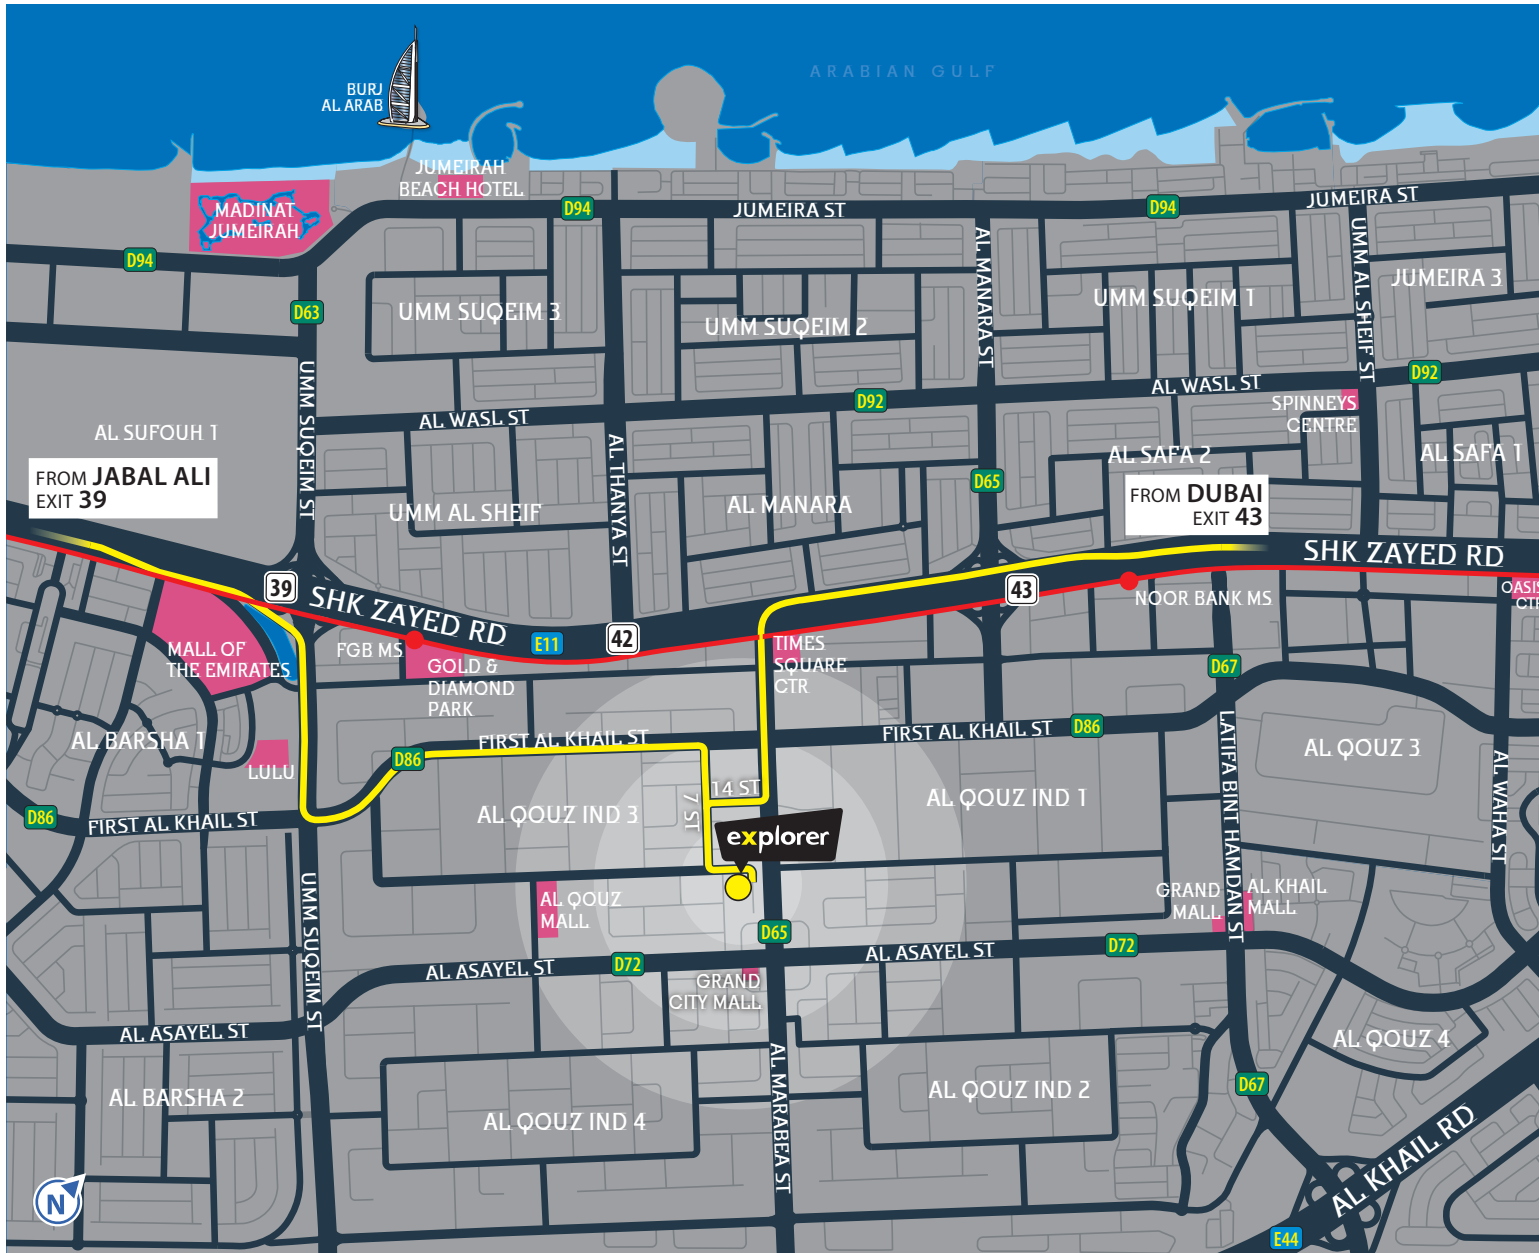 ARABIAN GULF
BURJ
AL ARAB
JUMEIRAH
BEACH HOTEL
MADINAT
JUMEIRAH
D94
JUMEIRA ST
D94
JUMEIRA ST
D94
D63
UMM SUQEIM 3
UMM SUQEIM 2
AL MANARA ST
UMM SUQEIM 1
UMM AL SHEIF ST
JUMEIRA 3
UMM SUQEIM ST
AL WASL ST
D92
AL WASL ST
D92
SPINNEYS
CENTRE
AL SUFOUH 1
AL THANYA ST
AL SAFA 2
AL SAFA 1
FROM JABAL ALI
EXIT 39
UMM AL SHEIF
AL MANARA
D65
FROM DUBAI
EXIT 43
SHK ZAYED RD
39
SHK ZAYED RD
E11
42
43
NOOR BANK MS
OASIS
CTR
MALL OF
THE EMIRATES
FGB MS
GOLD &
DIAMOND
PARK
TIMES
SQUARE
CTR
D67
AL BARSHA 1
LULU
D86
FIRST AL KHAIL ST
FIRST AL KHAIL ST
D86
LATIFA BINT HAMDAN ST
AL QOUZ 3
AL WAHA ST
D86
FIRST AL KHAIL ST
AL QOUZ IND 3
7 ST
14 ST
AL QOUZ IND 1
explorer
UMM SUQEIM ST
AL QOUZ
MALL
GRAND
MALL
AL KHAIL
MALL
D65
AL ASAYEL ST
D72
AL ASAYEL ST
D72
GRAND
CITY MALL
AL ASAYEL ST
AL QOUZ 4
AL BARSHA 2
AL QOUZ IND 4
AL MARABEA ST
AL QOUZ IND 2
D67
AL KHAIL RD
N
E44